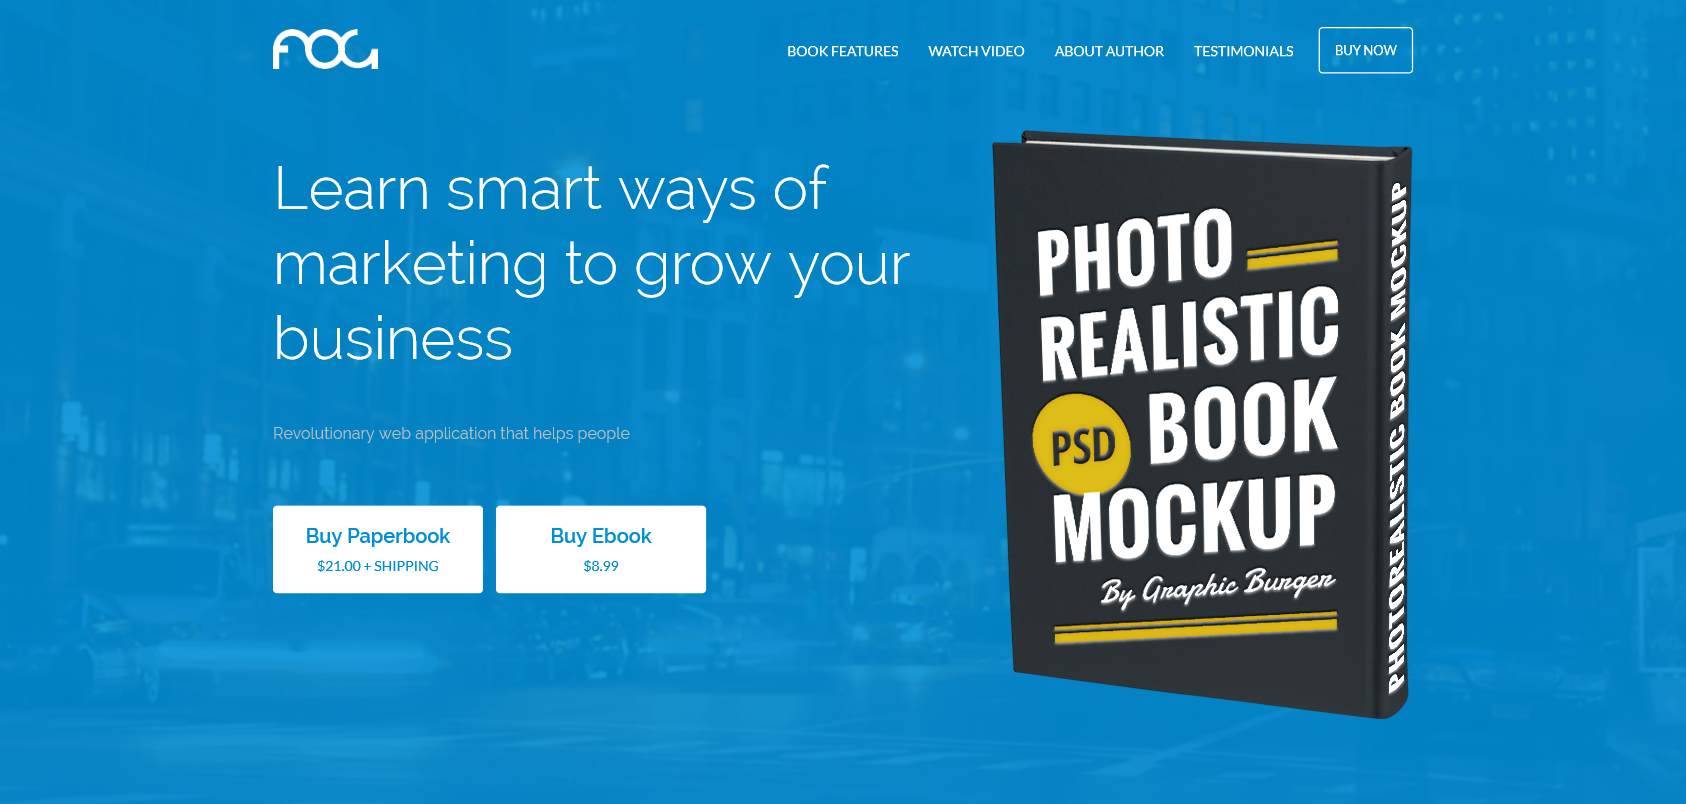 FOG
BOOK FEATURES
WATCH VIDEO
ABOUT AUTHOR
TESTIMONIALS
BUY NOW
Learn smart ways of
marketing to grow your
business
Revolutionary web application that helps people
Buy Paperbook
$21.00 + SHIPPING
Buy Ebook
$8.99
PHOTO
REALISTIC
PSD BOOK
MOCKUP
By Graphic Burger
PHOTOREALISTIC BOOK MOCKUP